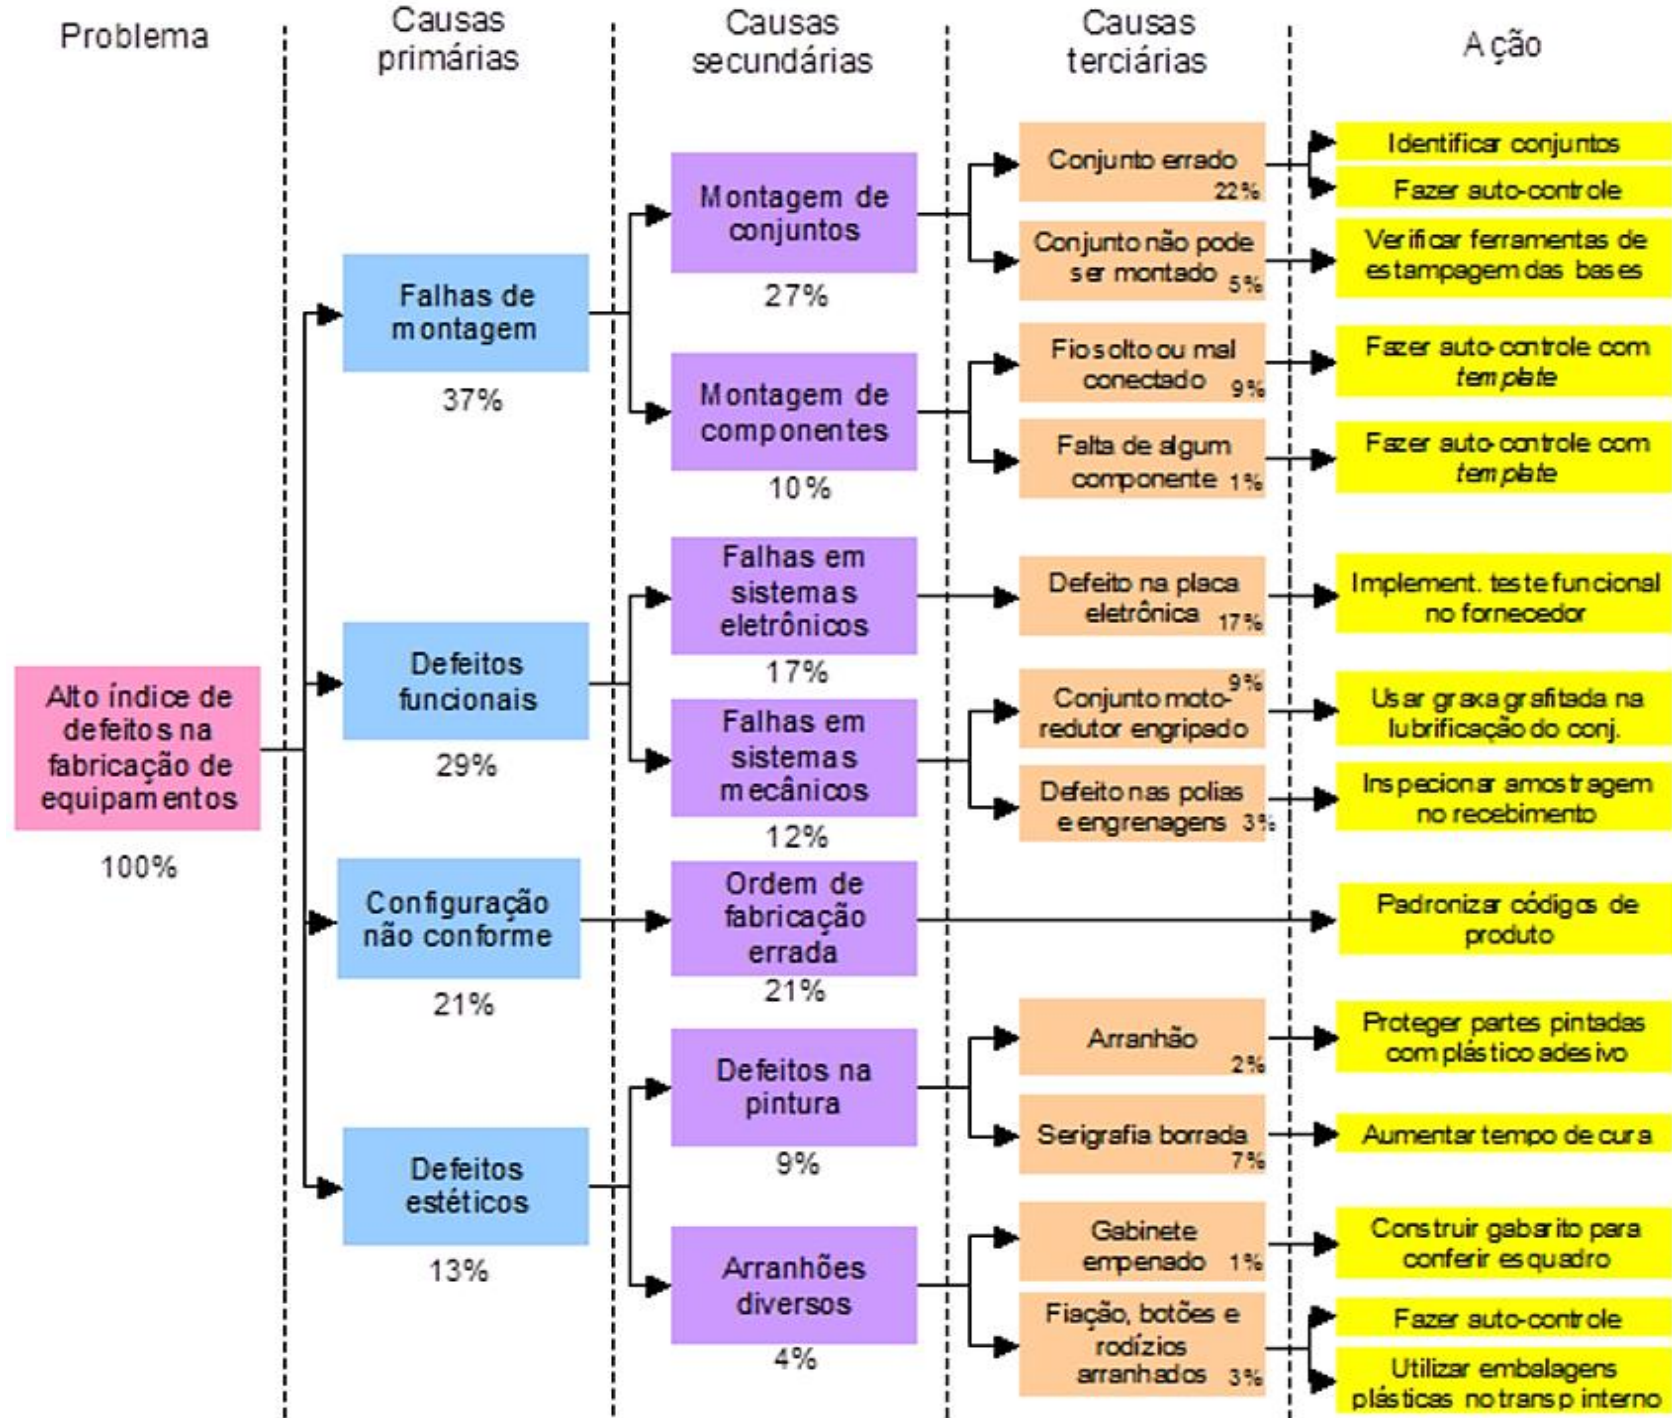 Problema
Causas
primárias
Causas
secundárias
Causas
terciárias
Ação
Alto índice de
defeitos na
fabricação de
equipamentos
100%
Falhas de
montagem
37%
Defeitos
funcionais
29%
Configuração
não conforme
21%
Defeitos
estéticos
13%
Montagem de
conjuntos
27%
Montagem de
componentes
10%
Falhas em
sistemas
eletrônicos
17%
Falhas em
sistemas
mecânicos
12%
Ordem de
fabricação
errada
21%
Defeitos na
pintura
9%
Arranhões
diversos
4%
Conjunto errado
22%
Conjunto não pode
ser montado 5%
Fio solto ou mal
conectado 9%
Falta de algum
componente 1%
Defeito na placa
eletrônica 17%
9%
Conjunto moto-
redutor engripado
Defeito nas polias
e engrenagens 3%
Arranhão
2%
Serigrafia borrada
7%
Gabinete
empenado 1%
Fiação, botões e
rodízios
arranhados 3%
Identificar conjuntos
Fazer auto-controle
Verificar ferramentas de
estampagem das bases
Fazer auto-controle com
template
Fazer auto-controle com
template
Implement. teste funcional
no fornecedor
Usar graxa grafitada na
lubrificação do conj.
Inspecionar amostragem
no recebimento
Padronizar códigos de
produto
Proteger partes pintadas
com plástico adesivo
Aumentar tempo de cura
Construir gabarito para
conferir esquadro
Fazer auto-controle
Utilizar embalagens
plásticas no transp interno